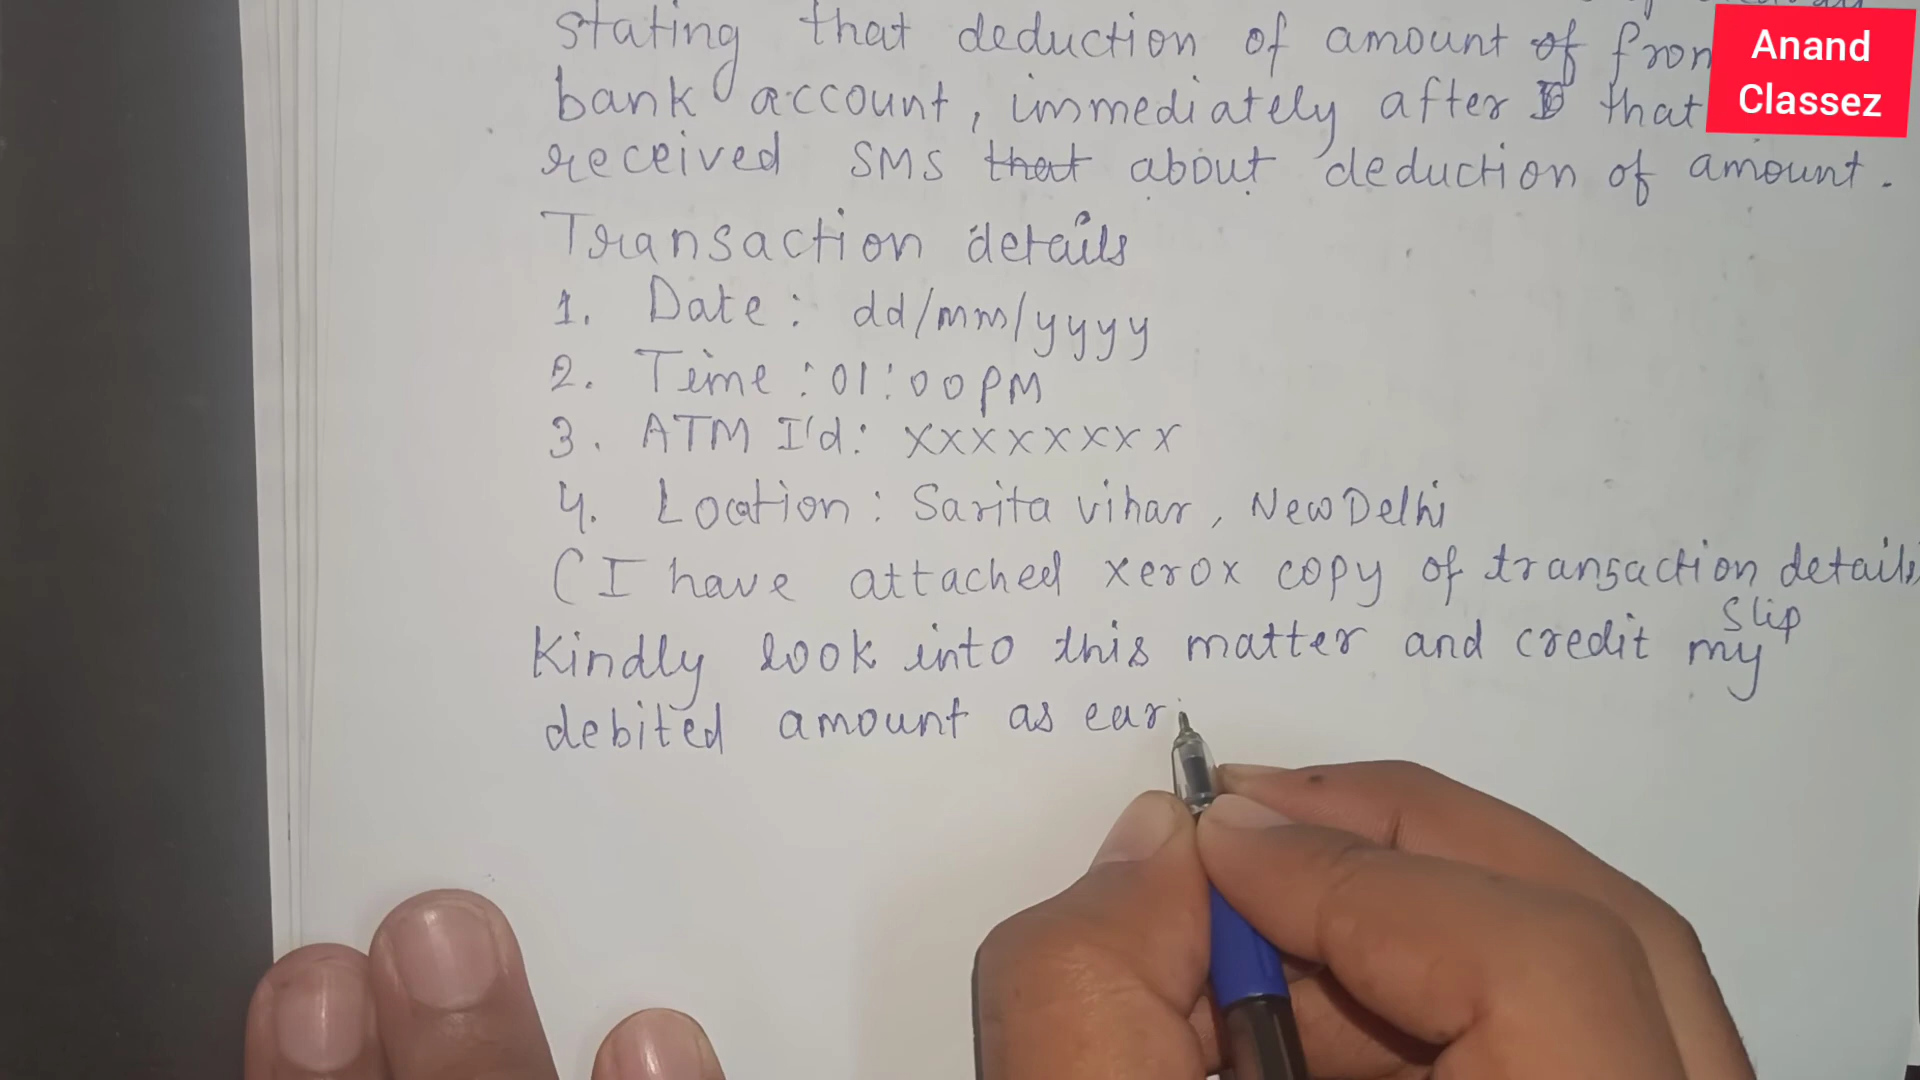 stating that deduction of amount of from
bank account, immediately after that
received SMS that about deduction of amount.
Transaction details
1. Date: dd/mm/yyyy
2. Time: 01:00PM
3. ATM I'd: xxxxxxxx
4. Location: Sarita vihar, New Delhi
(I have attached xerox copy of transaction details
slip
Kindly look into this matter and credit my
debited amount as ear
Anand
Classez